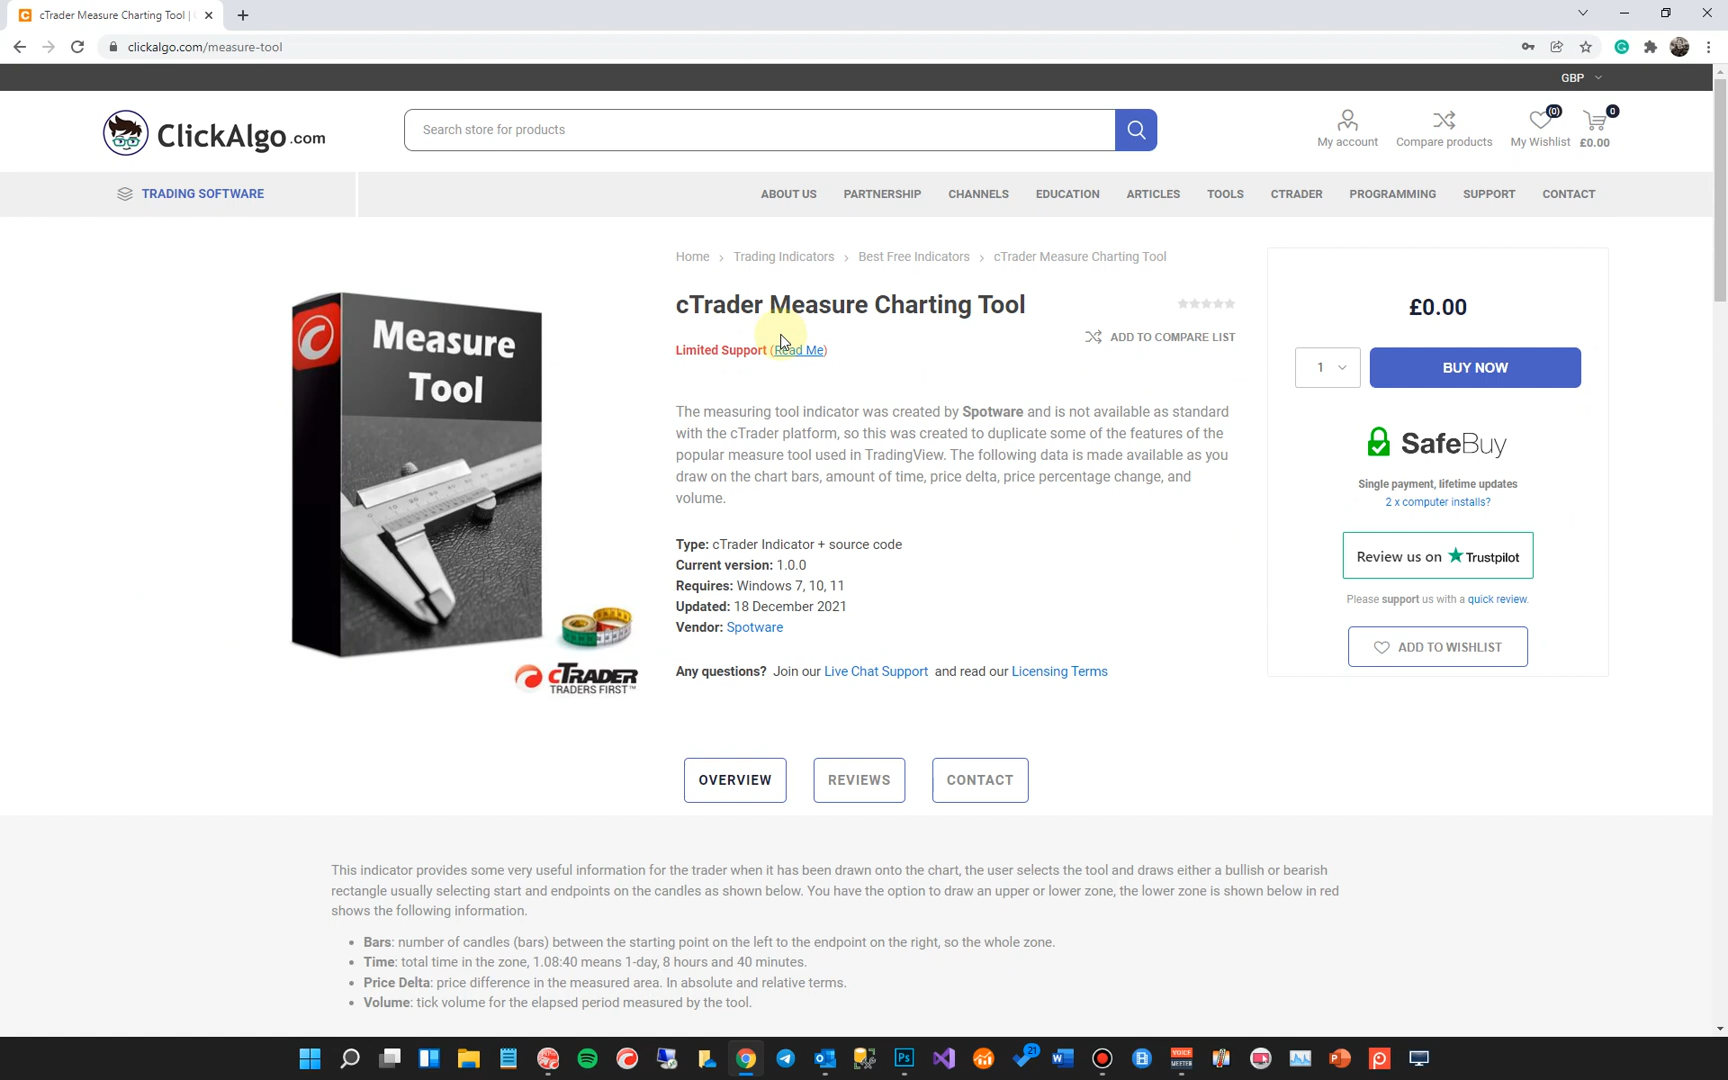 cTrader Measure Charting Tool |
clickalgo.com/measure-tool
GBP
ClickAlgo.com
Search store for products
My account
Compare products
(0)
My Wishlist
0
£0.00
TRADING SOFTWARE
ABOUT US
PARTNERSHIP
CHANNELS
EDUCATION
ARTICLES
TOOLS
CTRADER
PROGRAMMING
SUPPORT
CONTACT
Home > Trading Indicators > Best Free Indicators > cTrader Measure Charting Tool
Measure
Tool
cTRADER
TRADERS FIRST™
cTrader Measure Charting Tool
Limited Support (Read Me)
ADD TO COMPARE LIST
The measuring tool indicator was created by Spotware and is not available as standard
with the cTrader platform, so this was created to duplicate some of the features of the
popular measure tool used in TradingView. The following data is made available as you
draw on the chart bars, amount of time, price delta, price percentage change, and
volume.
Type: cTrader Indicator + source code
Current version: 1.0.0
Requires: Windows 7, 10, 11
Updated: 18 December 2021
Vendor: Spotware
Any questions? Join our Live Chat Support and read our Licensing Terms
£0.00
1
BUY NOW
SafeBuy
Single payment, lifetime updates
2 x computer installs?
Review us on Trustpilot
Please support us with a quick review.
ADD TO WISHLIST
OVERVIEW
REVIEWS
CONTACT
This indicator provides some very useful information for the trader when it has been drawn onto the chart, the user selects the tool and draws either a bullish or bearish
rectangle usually selecting start and endpoints on the candles as shown below. You have the option to draw an upper or lower zone, the lower zone is shown below in red
shows the following information.
• Bars: number of candles (bars) between the starting point on the left to the endpoint on the right, so the whole zone.
• Time: total time in the zone, 1.08:40 means 1-day, 8 hours and 40 minutes.
• Price Delta: price difference in the measured area. In absolute and relative terms.
• Volume: tick volume for the elapsed period measured by the tool.
Ps
21
VOICE
MEETER